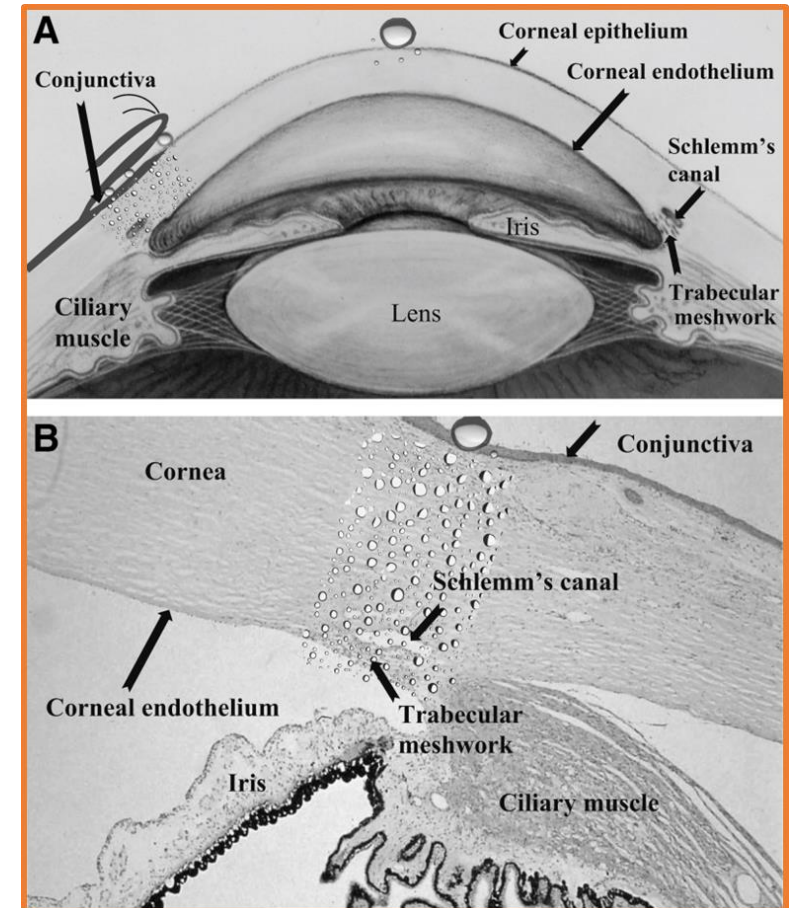 A
Corneal epithelium
Conjunctiva
Corneal endothelium
Schlemm's
canal
Iris
Trabecular
meshwork
Ciliary
muscle
Lens
B
Conjunctiva
Cornea
Schlemm's canal
Corneal endothelium
Trabecular
meshwork
Iris
Ciliary muscle